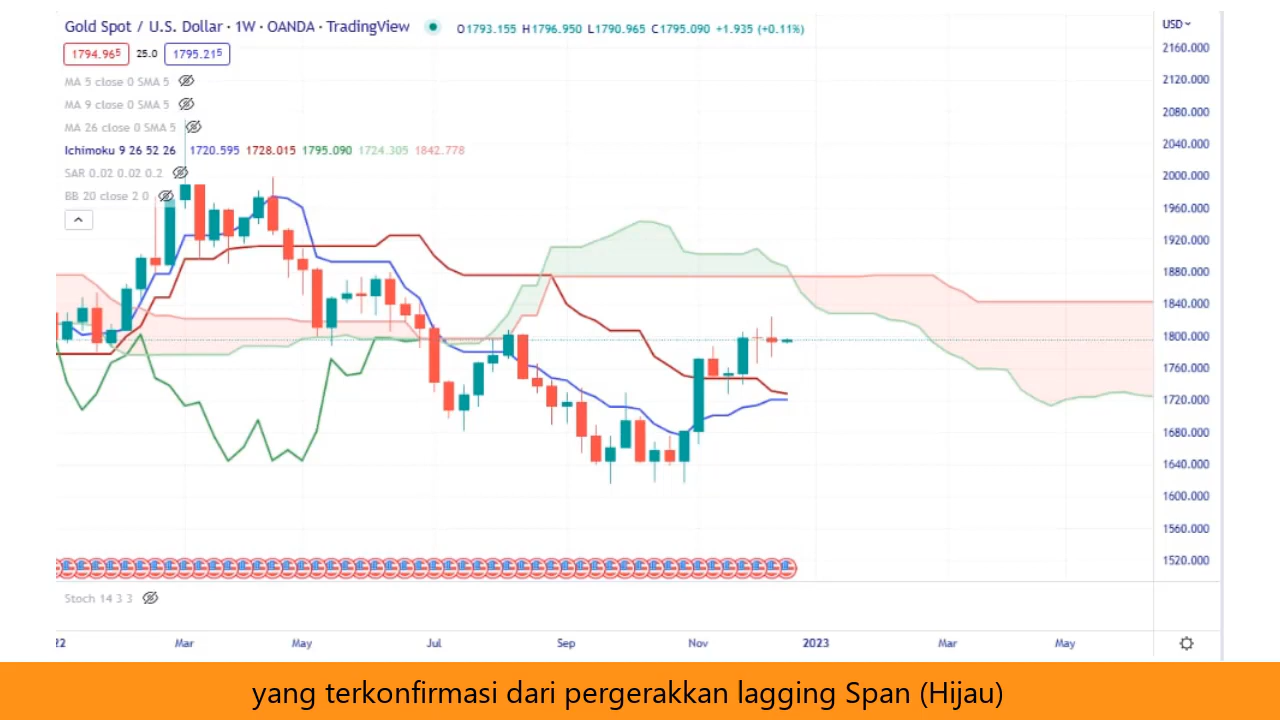 Gold Spot / U.S. Dollar · 1W · OANDA · TradingView O1793.155 H1796.950 L1790.965 C1795.090 +1.935 (+0.11%)
1794.965 25.0 1795.215
MA 5 close 0 SMA 5
MA 9 close 0 SMA 5
MA 26 close 0 SMA 5
Ichimoku 9 26 52 26 1720.595 1728.015 1795.090 1724.305 1842.778
SAR 0.02 0.02 0.2
BB 20 close 2 0
USD
2160.000
2120.000
2080.000
2040.000
2000.000
1960.000
1920.000
1880.000
1840.000
1800.000
1760.000
1720.000
1680.000
1640.000
1600.000
1560.000
1520.000
Stoch 14 3 3
22 Mar May Jul Sep Nov 2023 Mar May
yang terkonfirmasi dari pergerakkan lagging Span (Hijau)